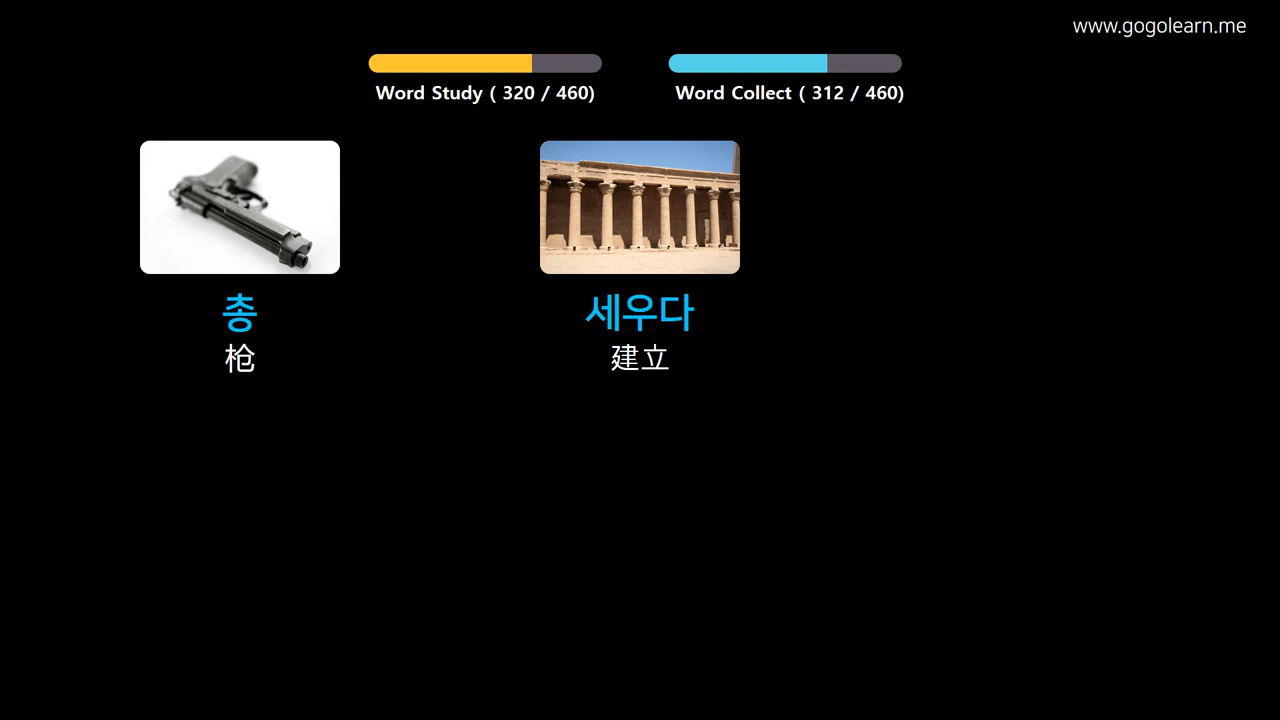 www.gogolearn.me
Word Study ( 320 / 460)
Word Collect ( 312 / 460)
총
枪
세우다
建立